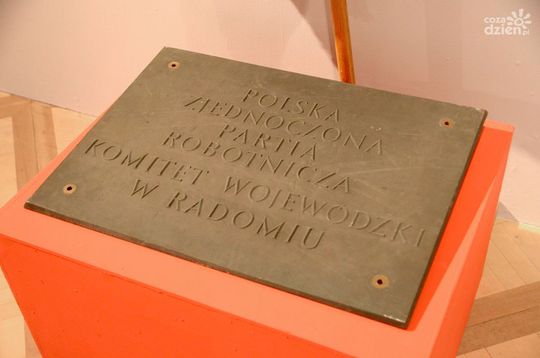 cozadzień.pl
POLSKA
ZJEDNOCZONA
PARTIA
ROBOTNICZA
KOMITET WOJEWÓDZKI
W RADOMIU